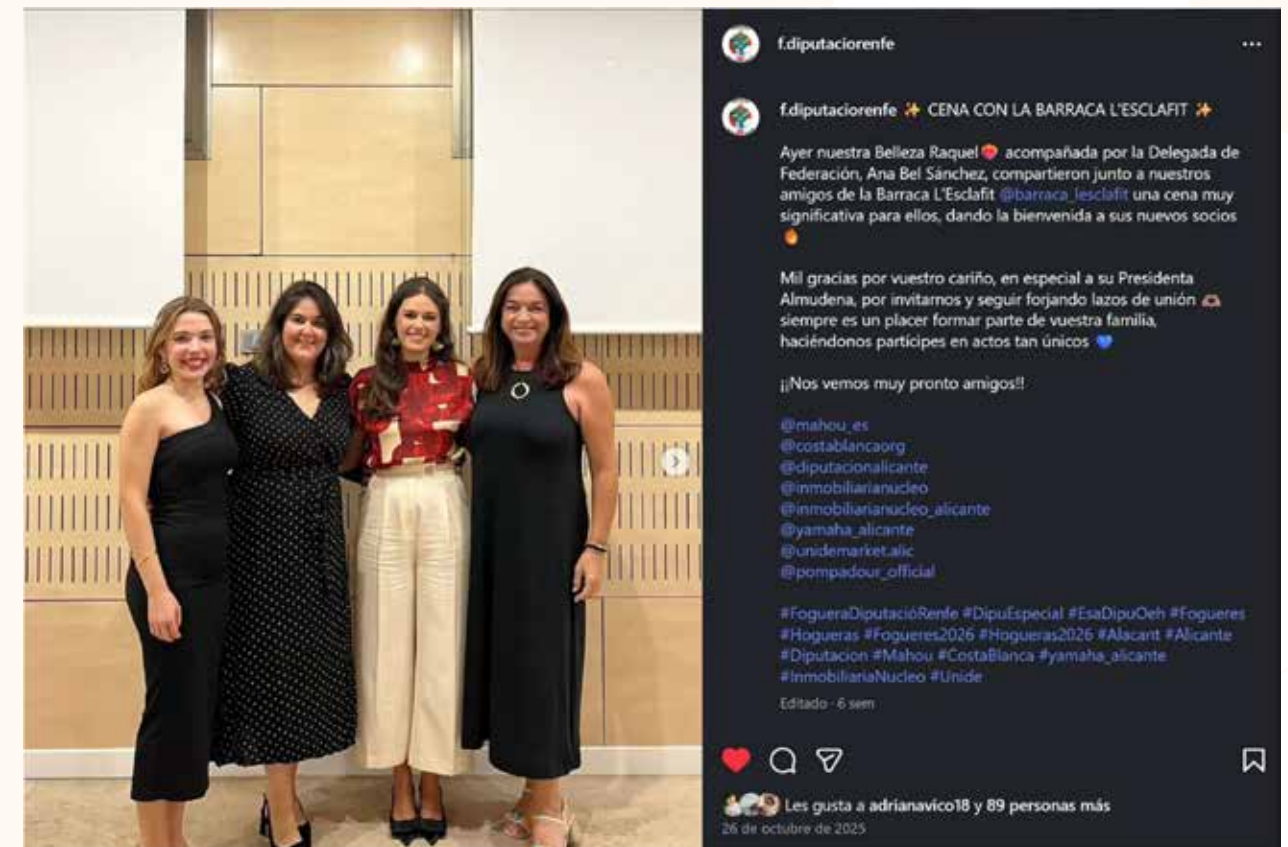 f.diputaciorenfe
f.diputaciorenfe ✨ CENA CON LA BARRACA L'ESCLAFIT ✨
Ayer nuestra Belleza Raquel❤️‍🔥 acompañada por la Delegada de
Federación, Ana Bel Sánchez, compartieron junto a nuestros
amigos de la Barraca L'Esclafit @barraca_lesclafit una cena muy
significativa para ellos, dando la bienvenida a sus nuevos socios
🔥
Mil gracias por vuestro cariño, en especial a su Presidenta
Almudena, por invitarnos y seguir forjando lazos de unión 🫶🏽
siempre es un placer formar parte de vuestra familia,
haciéndonos partícipes en actos tan únicos 💙
¡¡Nos vemos muy pronto amigos!!
@mahou_es
@costablancaorg
@diputacionalicante
@inmobiliarianucleo
@inmobiliarianucleo_alicante
@yamaha_alicante
@unidemarket.alic
@pompadour_official
#FogueraDiputacióRenfe #DipuEspecial #EsaDipuOeh #Fogueres
#Hogueras #Fogueres2026 #Hogueras2026 #Alacant #Alicante
#Diputacion #Mahou #CostaBlanca #yamaha_alicante
#InmobiliariaNucleo #Unide
Editado · 6 sem
Les gusta a adrianavico18 y 89 personas más
26 de octubre de 2025